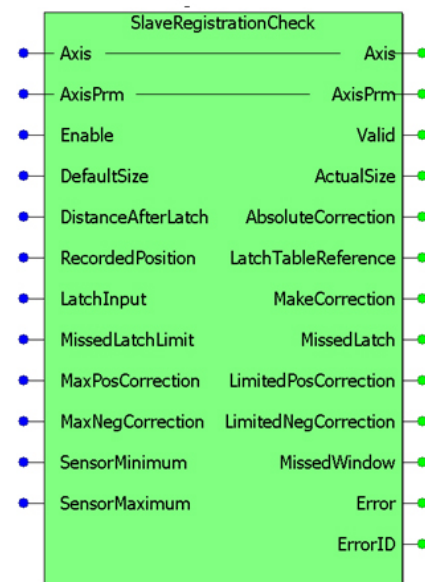 SlaveRegistrationCheck
Axis Axis
AxisPrm AxisPrm
Enable Valid
DefaultSize ActualSize
DistanceAfterLatch AbsoluteCorrection
RecordedPosition LatchTableReference
LatchInput MakeCorrection
MissedLatchLimit MissedLatch
MaxPosCorrection LimitedPosCorrection
MaxNegCorrection LimitedNegCorrection
SensorMinimum MissedWindow
SensorMaximum Error
ErrorID